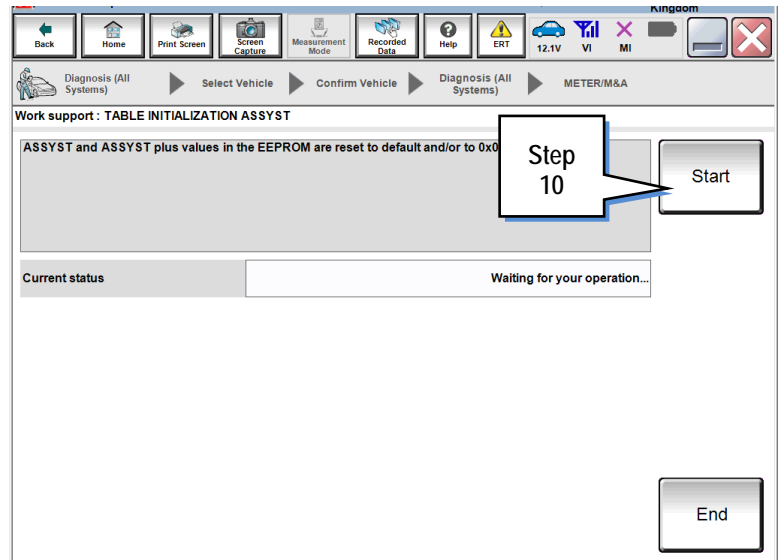 Kingdom
Back
Home
Print Screen
Screen
Capture
Measurement
Mode
Recorded
Data
Help
ERT
12.1V
VI
MI
Diagnosis (All
Systems)
Select Vehicle
Confirm Vehicle
Diagnosis (All
Systems)
METER/M&A
Work support : TABLE INITIALIZATION ASSYST
ASSYST and ASSYST plus values in the EEPROM are reset to default and/or to
Step
10
Start
Current status
Waiting for your operation...
End